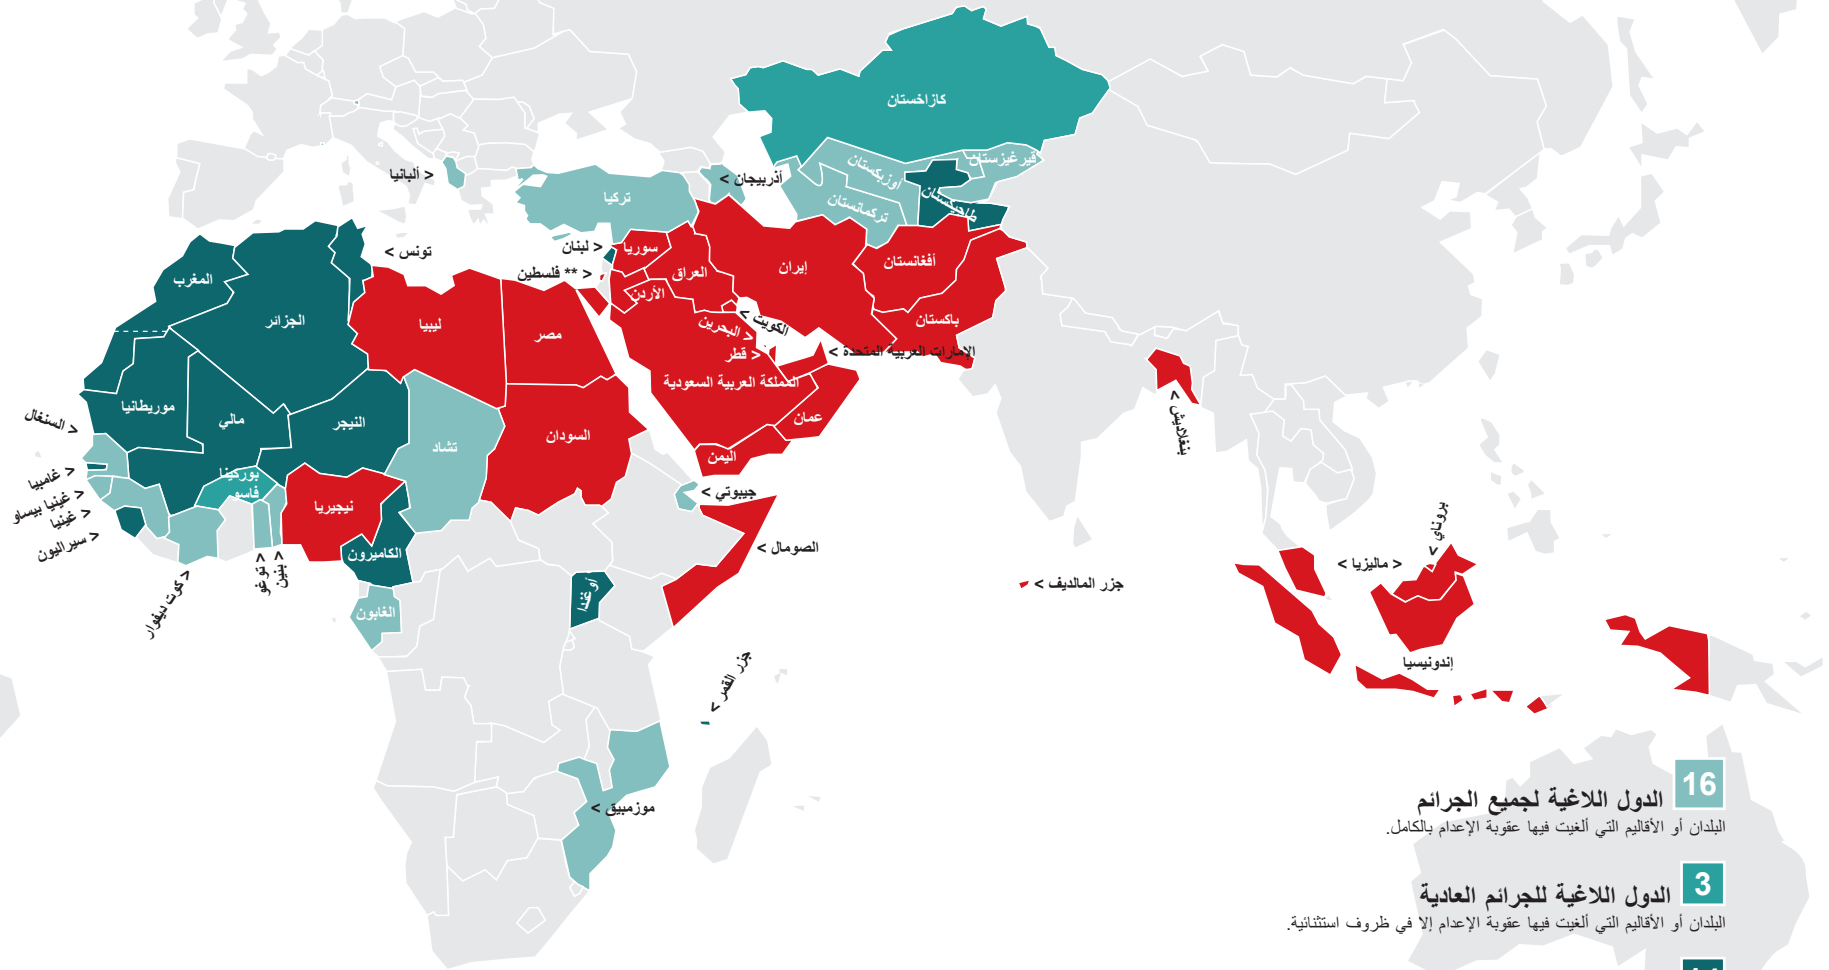 كازاخستان
قيرغيزستان
أوزبكستان
طاجيكستان
تركمانستان
أذربيجان >
ألبانيا >
تركيا
تونس >
لبنان >
** فلسطين >
سوريا
العراق
الأردن
إيران
أفغانستان
باكستان
الكويت >
البحرين >
قطر >
الإمارات العربية المتحدة >
المملكة العربية السعودية
عمان
اليمن
المغرب
الجزائر
ليبيا
مصر
موريطانيا
مالي
النيجر
تشاد
السودان
السنغال >
غامبيا >
غينيا بيساو >
غينيا >
سيراليون >
بوركينا
فاسو
نيجيريا
الكاميرون
الغابون
كوت ديفوار >
توغو >
بنين >
جيبوتي >
الصومال >
أوغندا
جزر القمر >
موزمبيق >
بنغلاديش >
جزر المالديف >
بروناي >
< ماليزيا >
إندونيسيا
16 الدول اللاغية لجميع الجرائم
البلدان أو الأقاليم التي ألغيت فيها عقوبة الإعدام بالكامل.
3 الدول اللاغية للجرائم العادية
البلدان أو الأقاليم التي ألغيت فيها عقوبة الإعدام إلا في ظروف استثنائية.